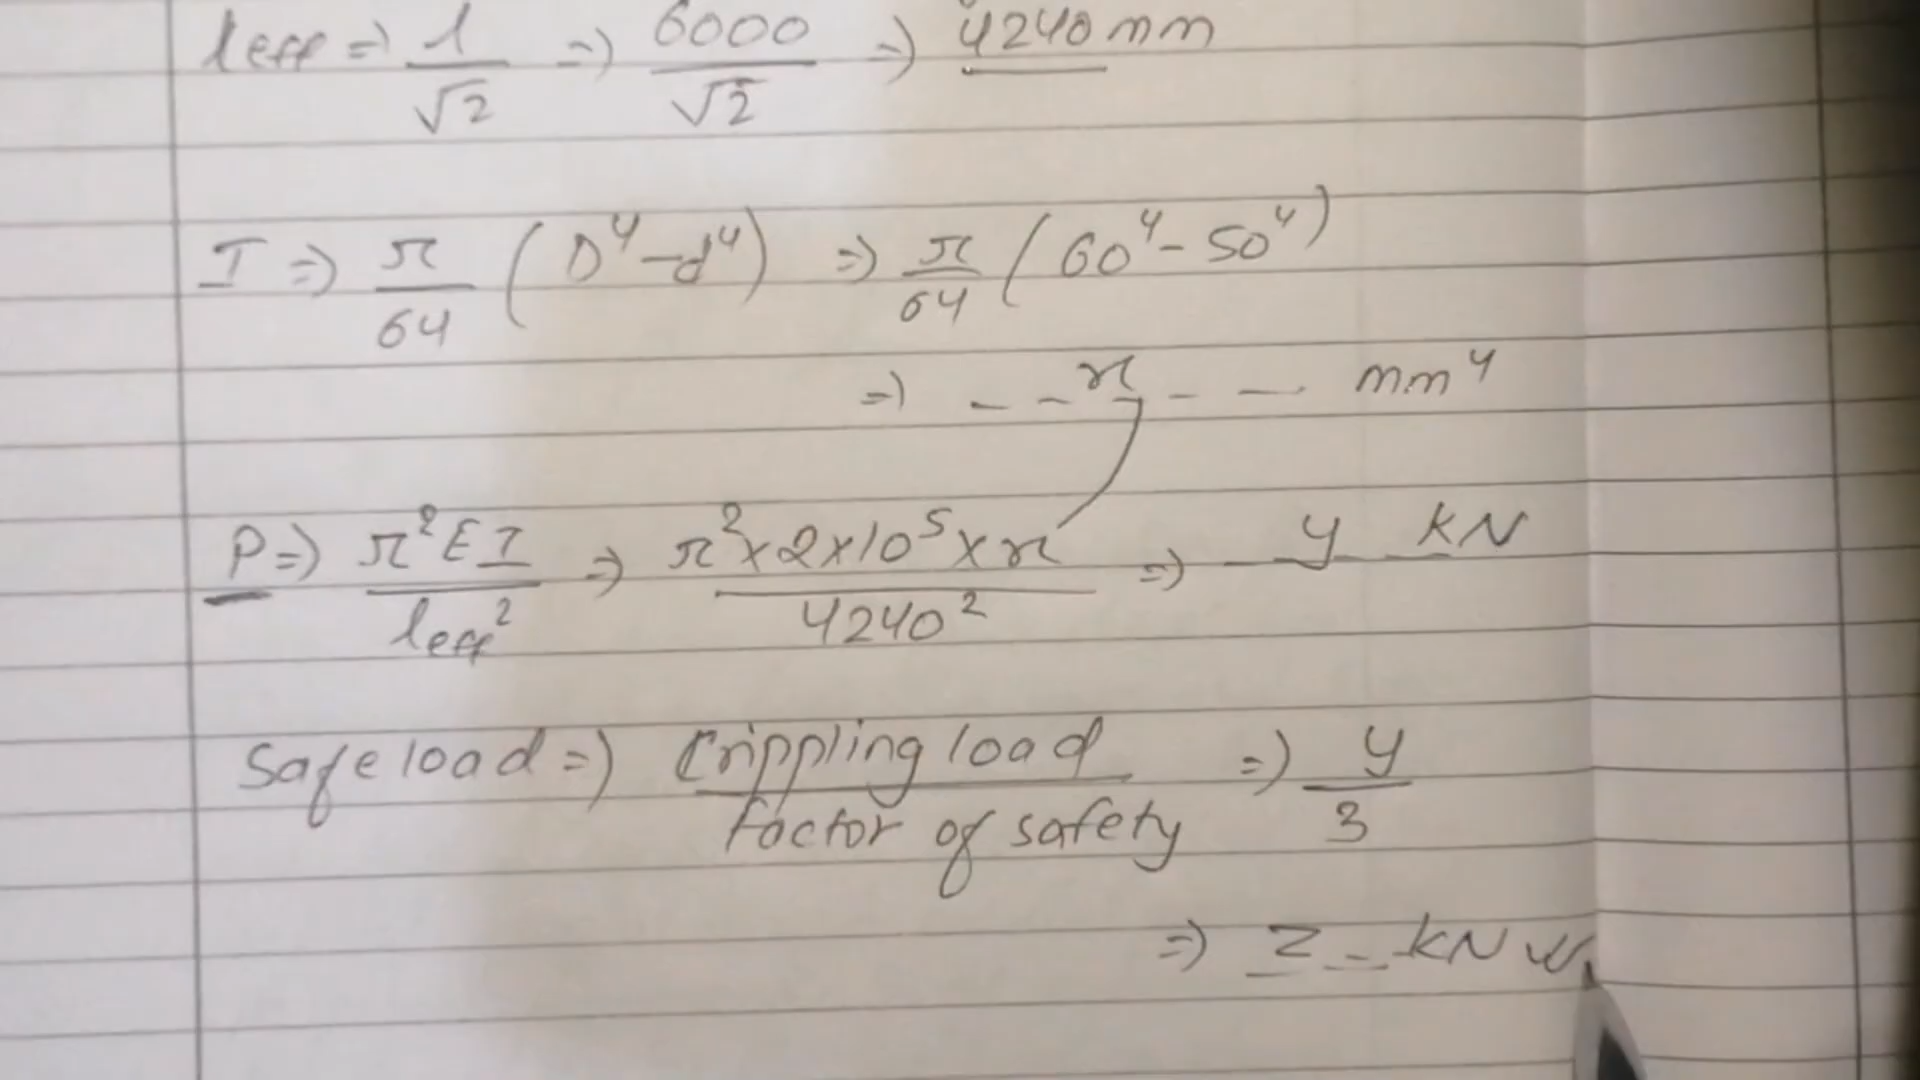 leff ⇒ l/√2 ⇒ 6000/√2 ⇒ 4240 mm
I ⇒ π/64 (D⁴-d⁴) ⇒ π/64 (60⁴-50⁴)
⇒ _ _ x _ _ _ mm⁴
P ⇒ π²EI/leff² ⇒ π²×2×10⁵×x/4240² ⇒ _ y _ kN
Safe load ⇒ Crippling load/factor of safety ⇒ y/3
⇒ z _ kN